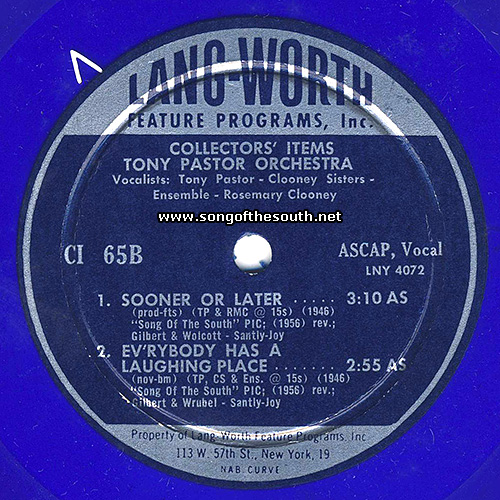 LANG-WORTH
FEATURE PROGRAMS, Inc.
COLLECTORS' ITEMS
TONY PASTOR ORCHESTRA
Vocalists: Tony Pastor - Clooney Sisters -
Ensemble - Rosemary Clooney
www.songofthesouth.net
CI 65B
ASCAP, Vocal
LNY 4072
1. SOONER OR LATER ..... 3:10 AS
(prod-fts) (TP & RMC @ 15s) (1946)
"Song Of The South" PIC; (1956) rev.;
Gilbert & Wolcott - Santly-Joy
2. EV'RYBODY HAS A
LAUGHING PLACE ....... 2:55 AS
(nov-bm) (TP, CS & Ens. @ 15s) (1946)
"Song Of The South" PIC; (1956) rev.;
Gilbert & Wrubel - Santly-Joy
Property of Lang-Worth Feature Programs, Inc
113 W. 57th St., New York, 19
NAB CURVE